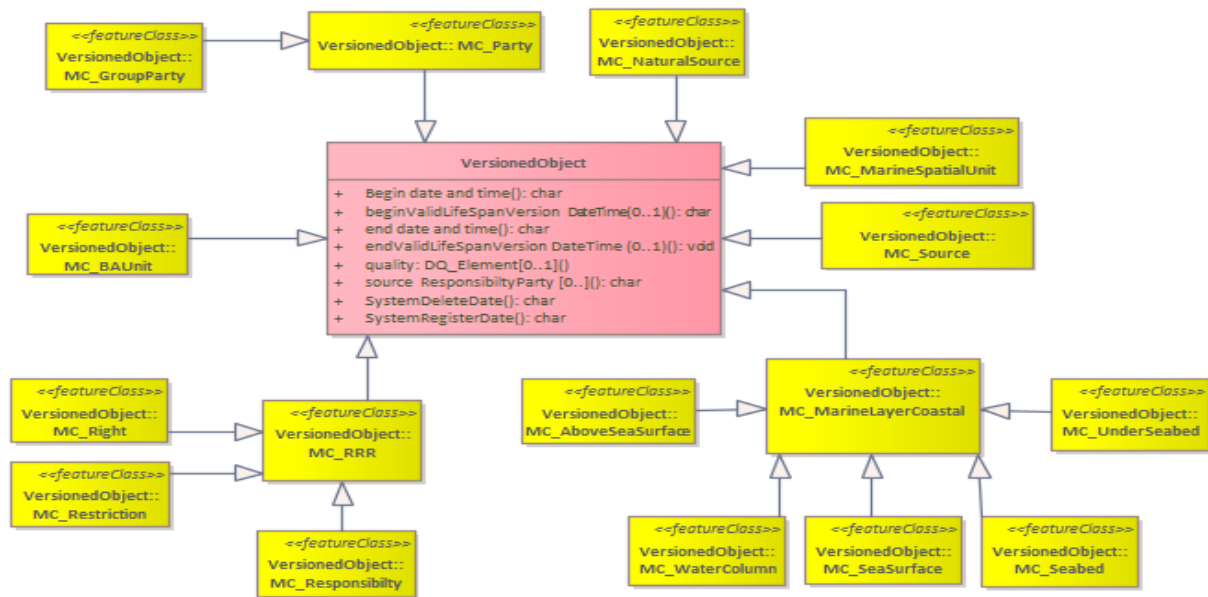 <<featureClass>>
VersionedObject::
MC_GroupParty
<<featureClass>>
VersionedObject:: MC_Party
<<featureClass>>
VersionedObject::
MC_NaturalSource
<<featureClass>>
VersionedObject::
MC_MarineSpatialUnit
VersionedObject
+ Begin date and time(): char
+ beginValidLifeSpanVersion DateTime(0..1)(): char
+ end date and time(): char
+ endValidLifeSpanVersion DateTime (0..1)(): void
+ quality: DQ_Element[0..1]()
+ source ResponsibiltyParty [0..](): char
+ SystemDeleteDate(): char
+ SystemRegisterDate(): char
<<featureClass>>
VersionedObject::
MC_BAUnit
<<featureClass>>
VersionedObject::
MC_Source
<<featureClass>>
VersionedObject::
MC_Right
<<featureClass>>
VersionedObject::
MC_RRR
<<featureClass>>
VersionedObject::
MC_AboveSeaSurface
<<featureClass>>
VersionedObject::
MC_MarineLayerCoastal
<<featureClass>>
VersionedObject::
MC_UnderSeabed
<<featureClass>>
VersionedObject::
MC_Restriction
<<featureClass>>
VersionedObject::
MC_Responsibilty
<<featureClass>>
VersionedObject::
MC_WaterColumn
<<featureClass>>
VersionedObject::
MC_SeaSurface
<<featureClass>>
VersionedObject::
MC_Seabed